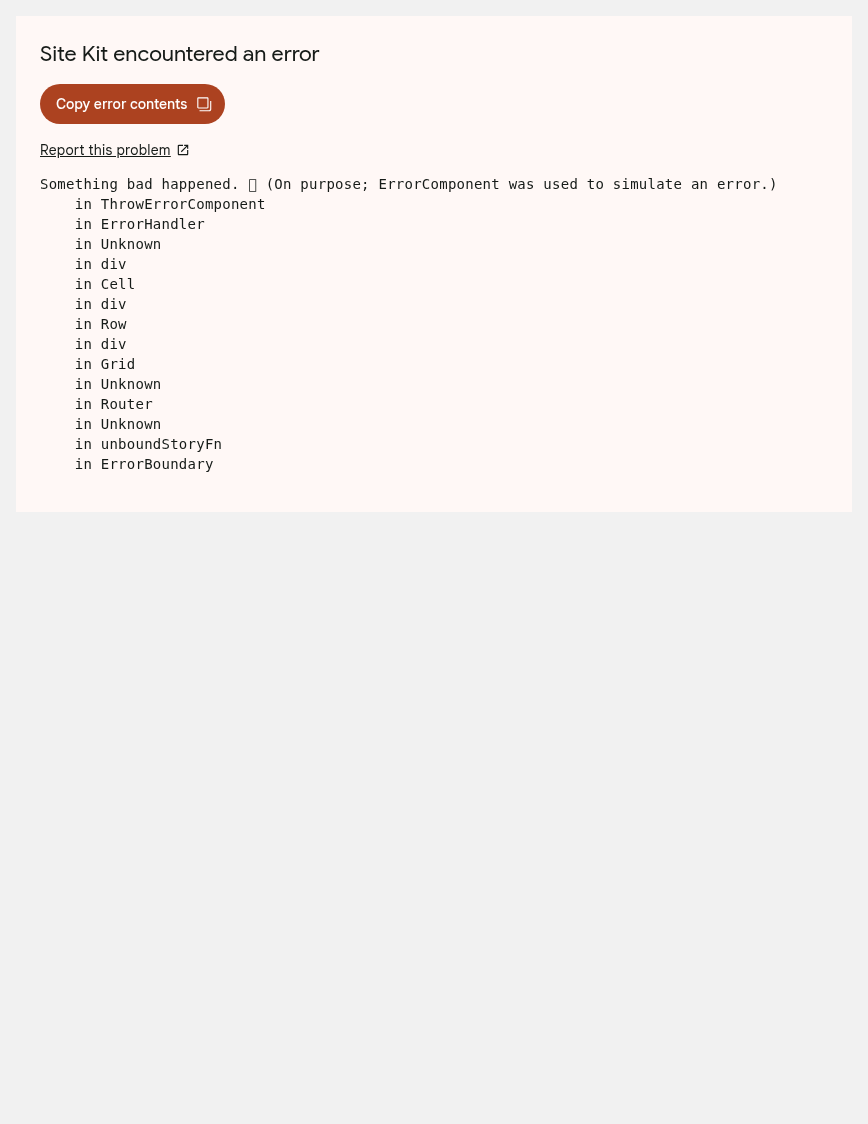 Site Kit encountered an error
Copy error contents
Report this problem
Something bad happened. (On purpose; ErrorComponent was used to simulate an error.)
in ThrowErrorComponent
in ErrorHandler
in Unknown
in div
in Cell
in div
in Row
in div
in Grid
in Unknown
in Router
in Unknown
in unboundStoryFn
in ErrorBoundary